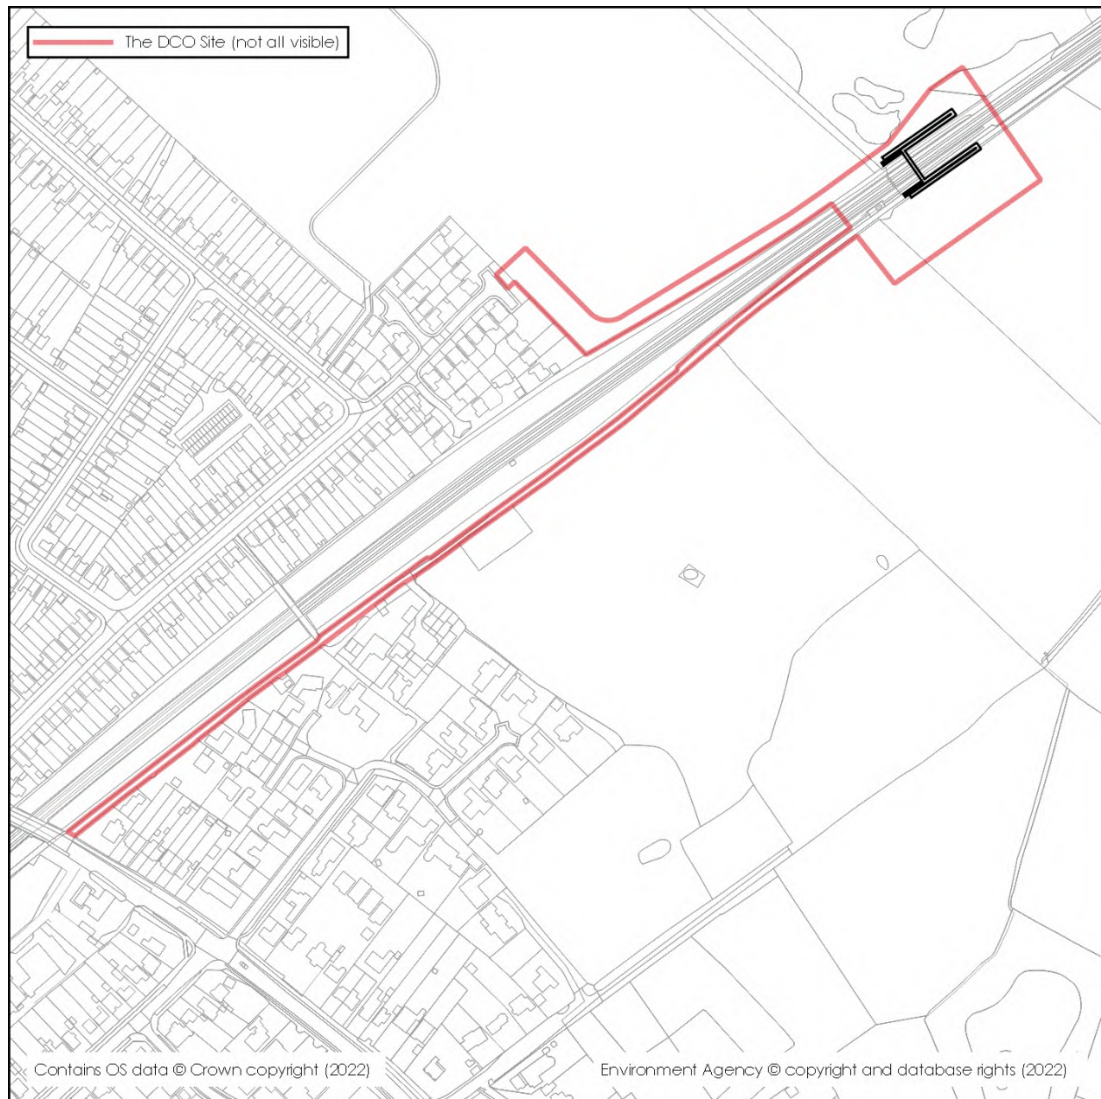 The DCO Site (not all visible)
Contains OS data © Crown copyright (2022)
Environment Agency © copyright and database rights (2022)